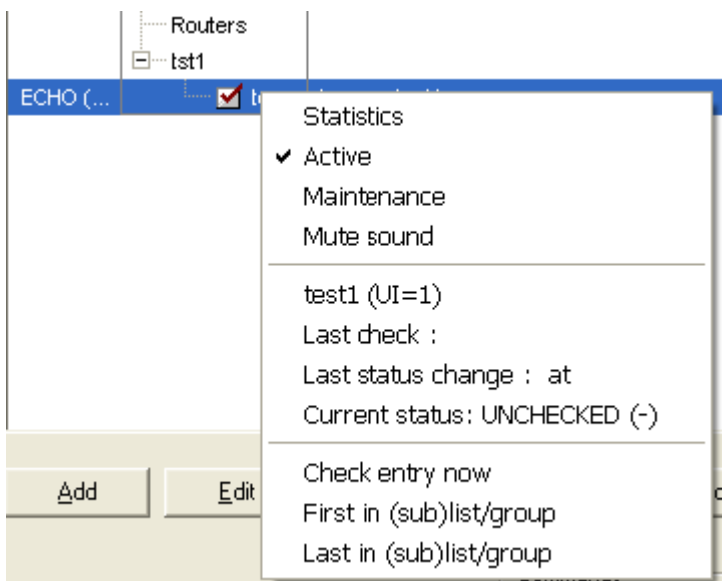 Routers
tst1
ECHO (...
Statistics
Active
Maintenance
Mute sound
test1 (UI=1)
Last check :
Last status change : at
Current status: UNCHECKED (-)
Check entry now
First in (sub)list/group
Last in (sub)list/group
Add
Edit